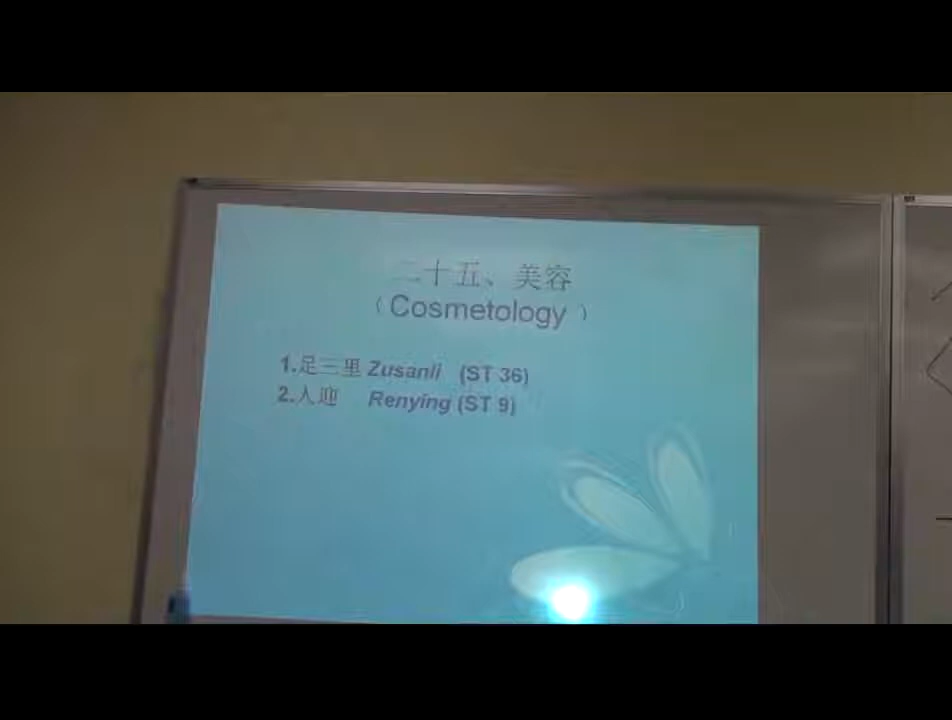 二十五、美容
（Cosmetology）
1.足三里 Zusanli (ST 36)
2.人迎 Renying (ST 9)